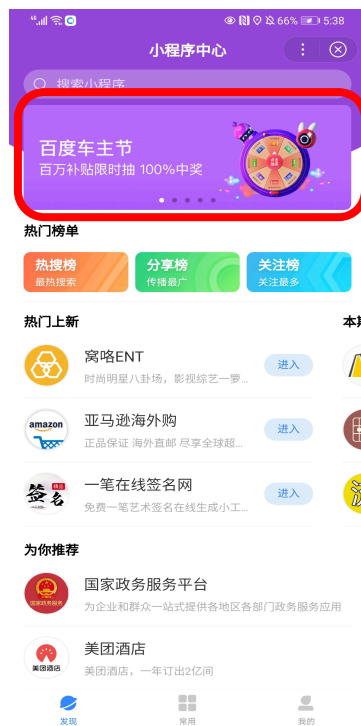 66% 5:38
小程序中心
搜索小程序
百度车主节
百万补贴限时抽 100%中奖
热门榜单
热搜榜
最热搜索
分享榜
传播最广
关注榜
关注最多
热门上新
本期
窝咯ENT
时尚明星八卦场，影视综艺一箩...
进入
amazon
亚马逊海外购
正品保证 海外直邮 尽享全球超...
进入
签名
一笔在线签名网
免费一笔艺术签名在线生成小工...
进入
为你推荐
国家政务服务
国家政务服务平台
为企业和群众一站式提供各地区各部门政务服务应用
美团酒店
美团酒店
美团酒店，一年订出2亿间
发现
常用
我的